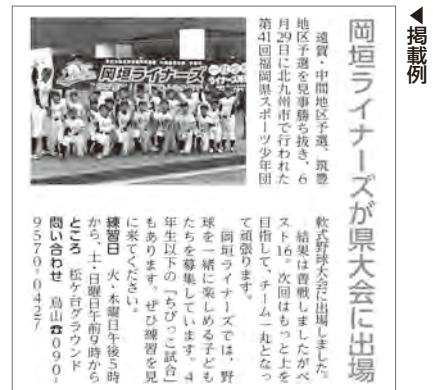 ◀掲載例
岡垣ライナーズが県大会に出場
遠賀・中間地区予選、筑豊
地区予選を見事勝ち抜き、6
月29日に北九州市で行われた
第41回福岡県スポーツ少年団
軟式野球大会に出場しました。
結果は善戦しましたがベ
スト16。次回はもっと上を
目指して、チーム一丸となっ
て頑張ります。
岡垣ライナーズでは、野
球を一緒に楽しめる子ども
たちを募集しています。4
年生以下の「ちびっこ試合」
もあります。ぜひ練習を見
に来てください。
練習日 火・木曜日午後5時
から、土・日曜日午前9時から
ところ 松ケ台グラウンド
問い合わせ 鳥山☎090-
9570-0427
岡垣ライナーズ